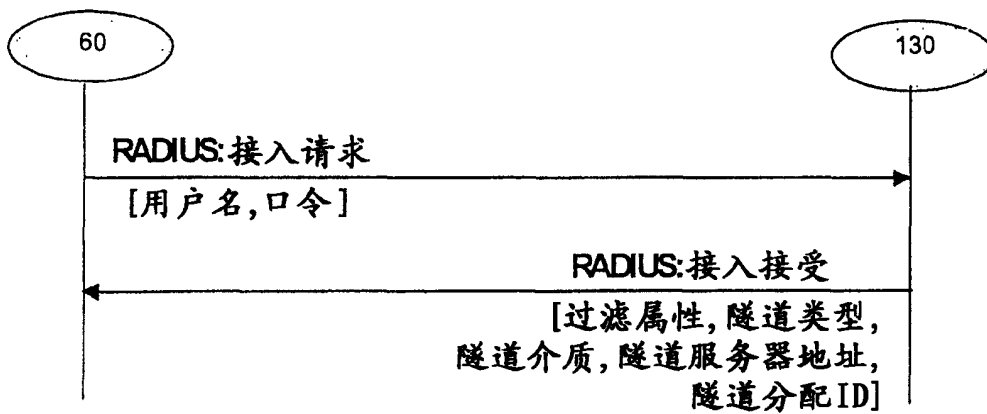 60
130
RADIUS:接入请求
[用户名,口令]
RADIUS:接入接受
[过滤属性,隧道类型,
隧道介质,隧道服务器地址,
隧道分配ID]